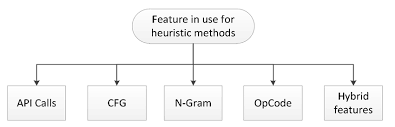 Feature in use for
heuristic methods
API Calls
CFG
N-Gram
OpCode
Hybrid
features